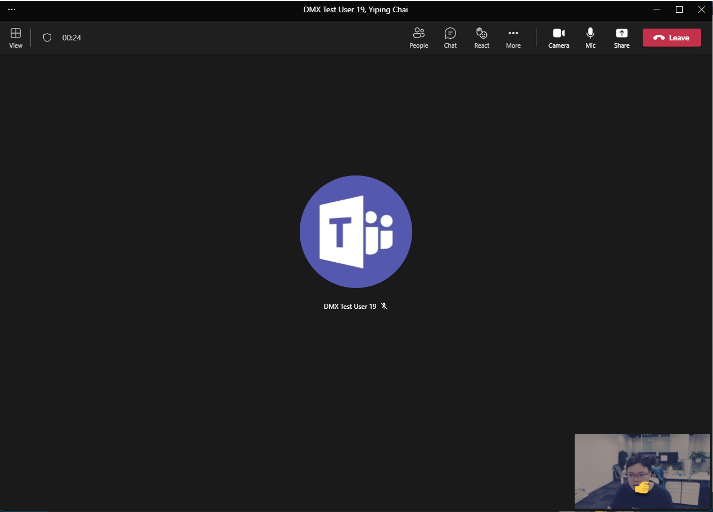 DMX Test User 19, Yiping Chai
View
00:24
People
Chat
React
More
Camera
Mic
Share
Leave
T
DMX Test User 19